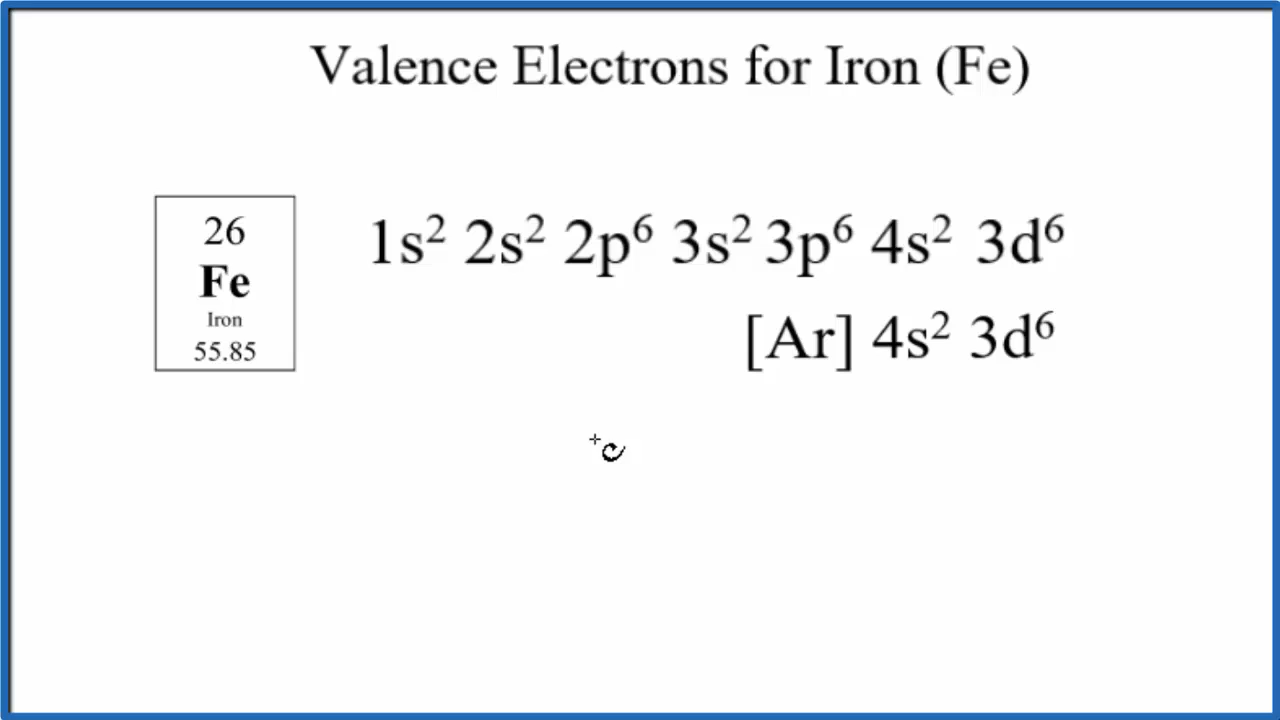 Valence Electrons for Iron (Fe)
26
Fe
Iron
55.85
1s² 2s² 2p⁶ 3s² 3p⁶ 4s² 3d⁶
[Ar] 4s² 3d⁶